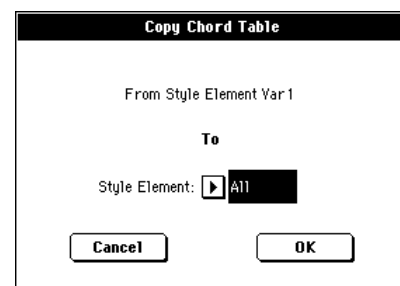 Copy Chord Table
From Style Element Var1
To
Style Element: All
Cancel OK